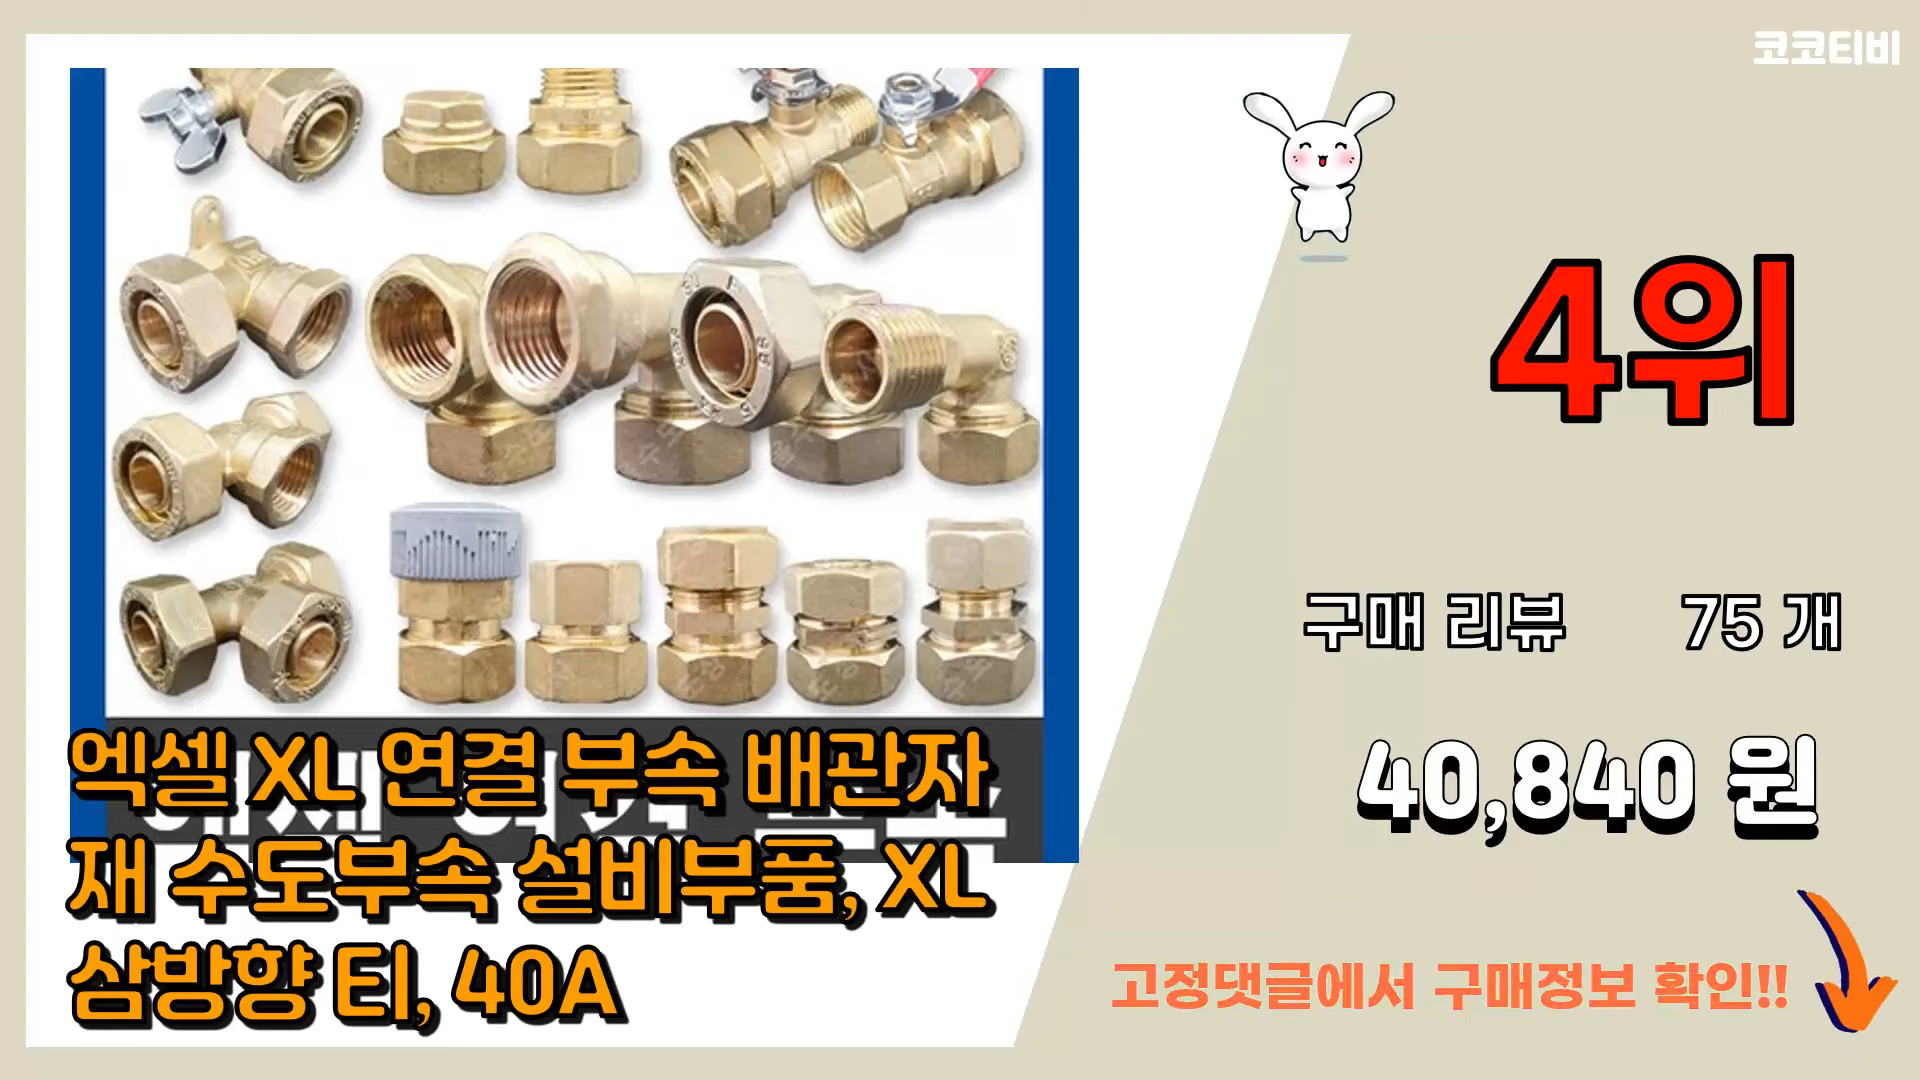 코코티비
4위
구매 리뷰 75 개
40,840 원
엑셀 XL 연결 부속 배관자
재 수도부속 설비부품, XL
삼방향 티, 40A
고정댓글에서 구매정보 확인!!